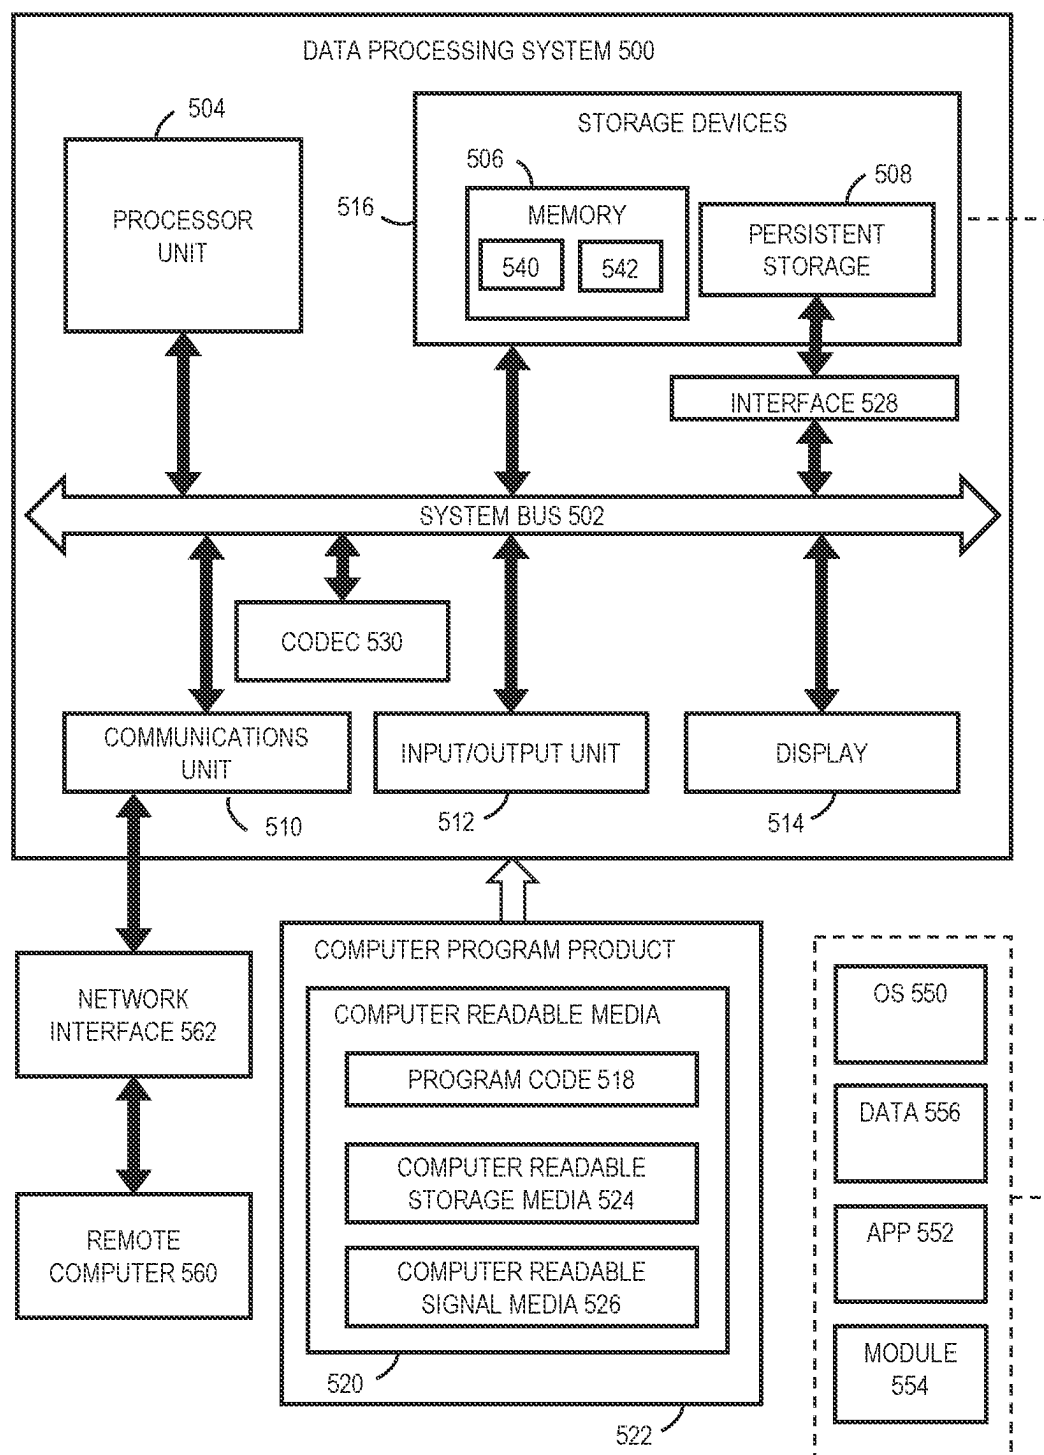 DATA PROCESSING SYSTEM 500
504
PROCESSOR
UNIT
STORAGE DEVICES
516
506
MEMORY
540
542
508
PERSISTENT
STORAGE
INTERFACE 528
SYSTEM BUS 502
CODEC 530
COMMUNICATIONS
UNIT
510
INPUT/OUTPUT UNIT
512
DISPLAY
514
NETWORK
INTERFACE 562
REMOTE
COMPUTER 560
COMPUTER PROGRAM PRODUCT
COMPUTER READABLE MEDIA
PROGRAM CODE 518
COMPUTER READABLE
STORAGE MEDIA 524
COMPUTER READABLE
SIGNAL MEDIA 526
520
522
OS 550
DATA 556
APP 552
MODULE
554